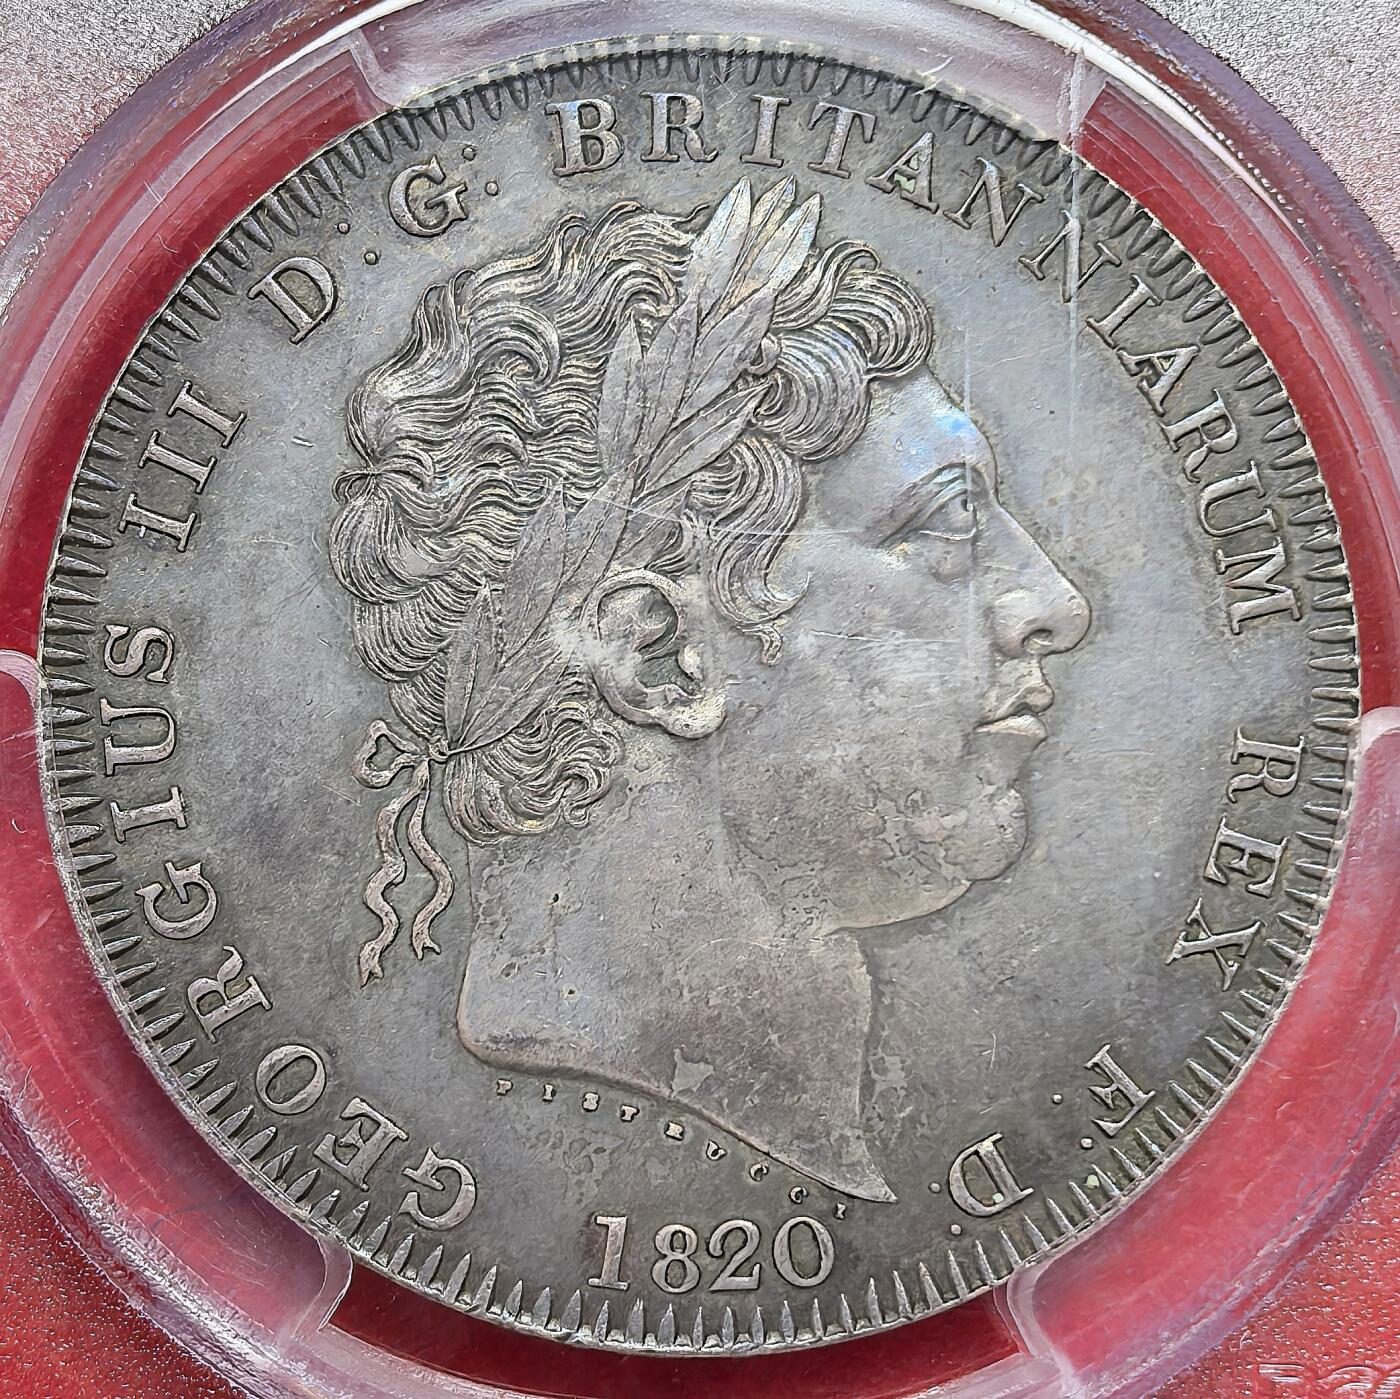 GEORGIUS III D:G: BRITANNIARUM REX F:D:
PISTRUCCI
1820